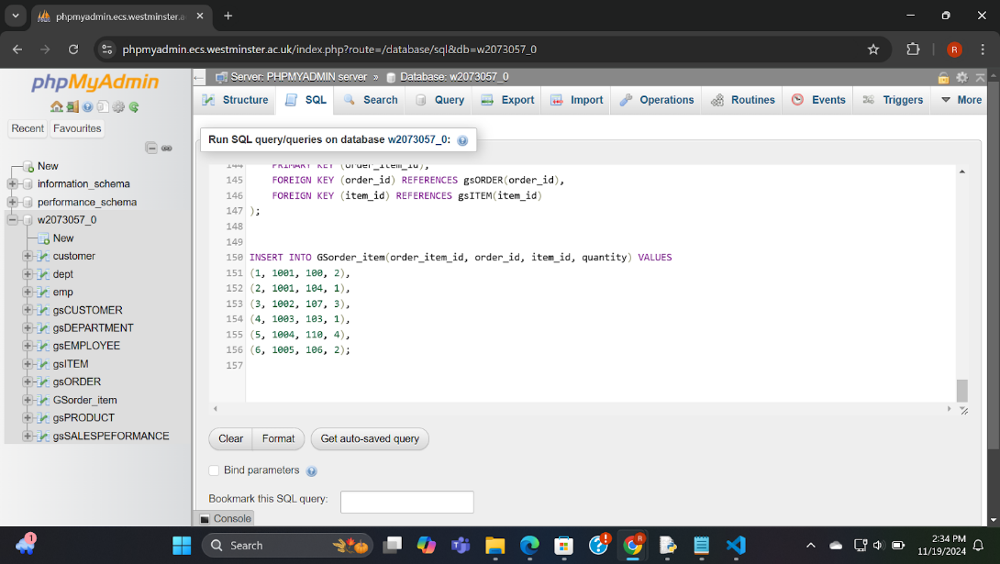 phpmyadmin.ecs.westminster.a
phpmyadmin.ecs.westminster.ac.uk/index.php?route=/database/sql&db=w2073057_0
R
phpMyAdmin
Recent
Favourites
New
information_schema
performance_schema
w2073057_0
New
customer
dept
emp
gsCUSTOMER
gsDEPARTMENT
gsEMPLOYEE
gsITEM
gsORDER
GSorder_item
gsPRODUCT
gsSALESPEFORMANCE
Server: PHPMYADMIN server » Database: w2073057_0
Structure SQL Search Query Export Import Operations Routines Events Triggers More
Run SQL query/queries on database w2073057_0:
144 PRIMARY KEY (order_item_id),
145 FOREIGN KEY (order_id) REFERENCES gsORDER(order_id),
146 FOREIGN KEY (item_id) REFERENCES gsITEM(item_id)
147 );
148
149
150 INSERT INTO GSorder_item(order_item_id, order_id, item_id, quantity) VALUES
151 (1, 1001, 100, 2),
152 (2, 1001, 104, 1),
153 (3, 1002, 107, 3),
154 (4, 1003, 103, 1),
155 (5, 1004, 110, 4),
156 (6, 1005, 106, 2);
157
Clear Format Get auto-saved query
Bind parameters
Bookmark this SQL query:
Console
1
Search
R
2:34 PM
11/19/2024